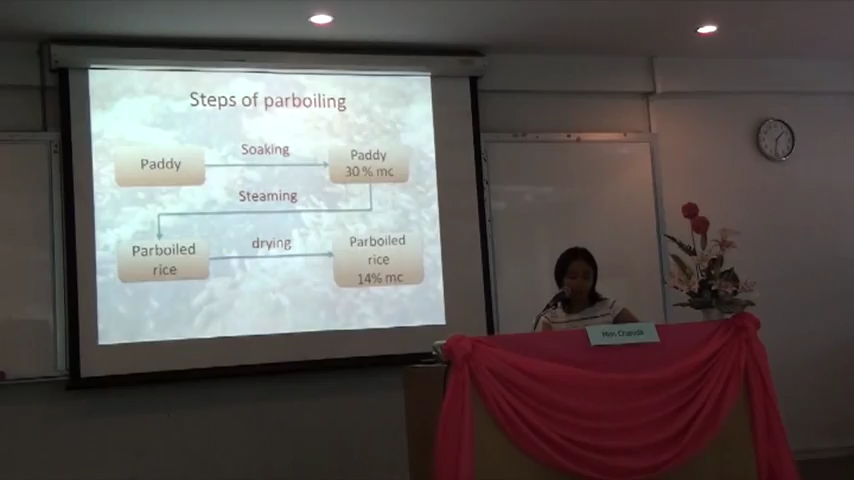 Steps of parboiling
Paddy
Soaking
Paddy
30 % mc
Steaming
Parboiled
rice
drying
Parboiled
rice
14% mc